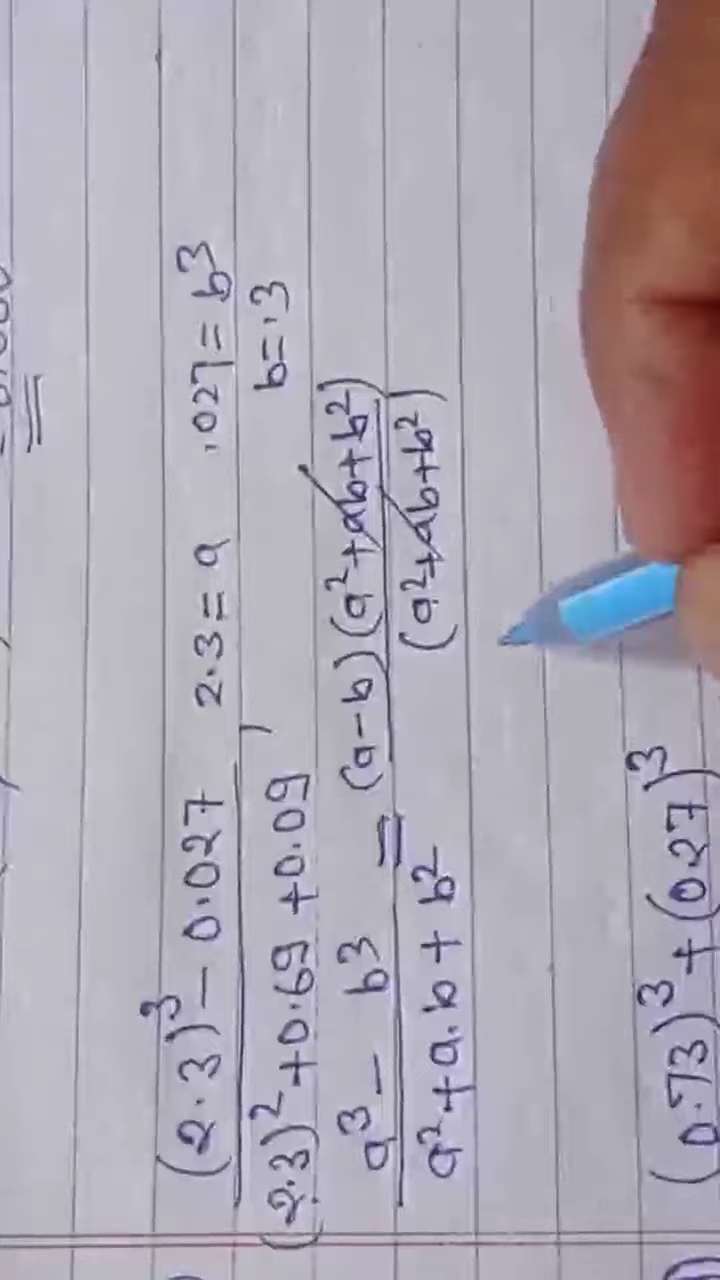 (2.3)³ - 0.027 2.3 = a .027 = b³
(2.3)² + 0.69 + 0.09 , b = .3
a³ - b³ = (a-b)(a²+ab+b²)
a²+a.b+b² (a²+ab+b²)
(0.73)³ + (0.27)³